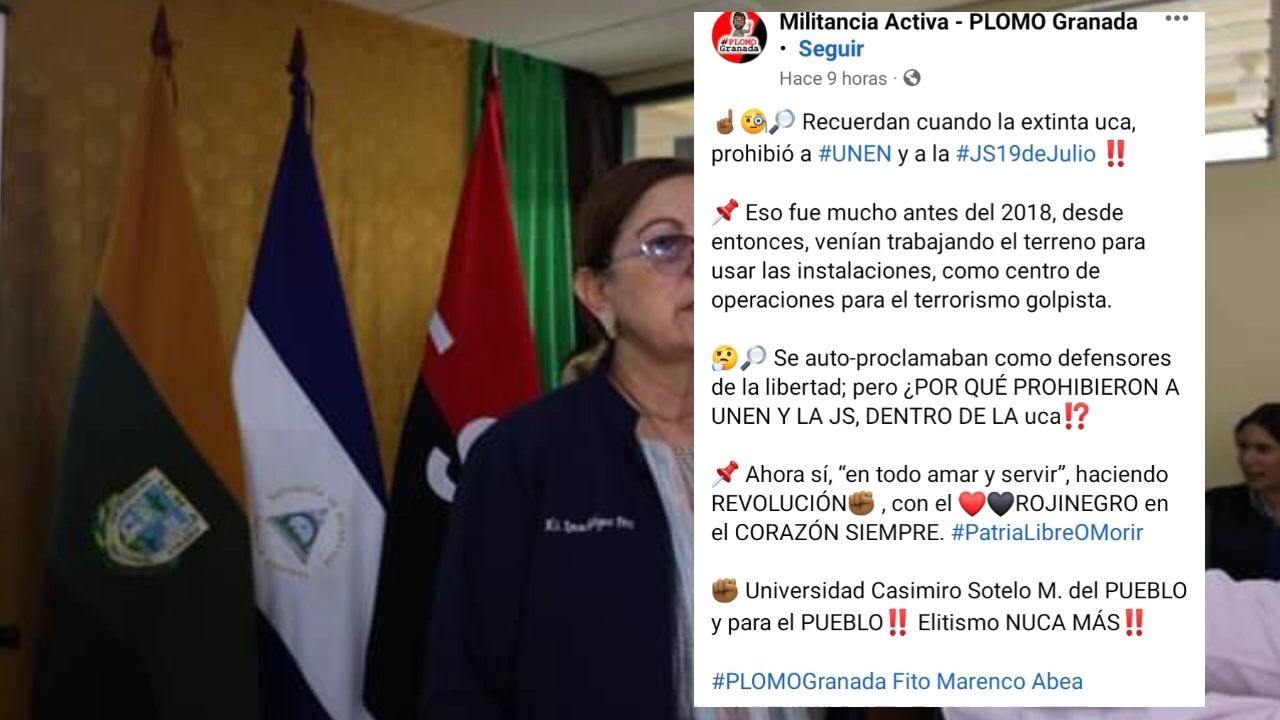 Militancia Activa - PLOMO Granada
• Seguir
Hace 9 horas ·
#PLOMO
Granada
☝🏾🧐🔎 Recuerdan cuando la extinta uca,
prohibió a #UNEN y a la #JS19deJulio ‼️
📌 Eso fue mucho antes del 2018, desde
entonces, venían trabajando el terreno para
usar las instalaciones, como centro de
operaciones para el terrorismo golpista.
🤔🔎 Se auto-proclamaban como defensores
de la libertad; pero ¿POR QUÉ PROHIBIERON A
UNEN Y LA JS, DENTRO DE LA uca⁉️
📌 Ahora sí, “en todo amar y servir”, haciendo
REVOLUCIÓN✊🏾 , con el ❤️🖤ROJINEGRO en
el CORAZÓN SIEMPRE. #PatriaLibreOMorir
✊🏾 Universidad Casimiro Sotelo M. del PUEBLO
y para el PUEBLO‼️ Elitismo NUCA MÁS‼️
#PLOMOGranada Fito Marenco Abea